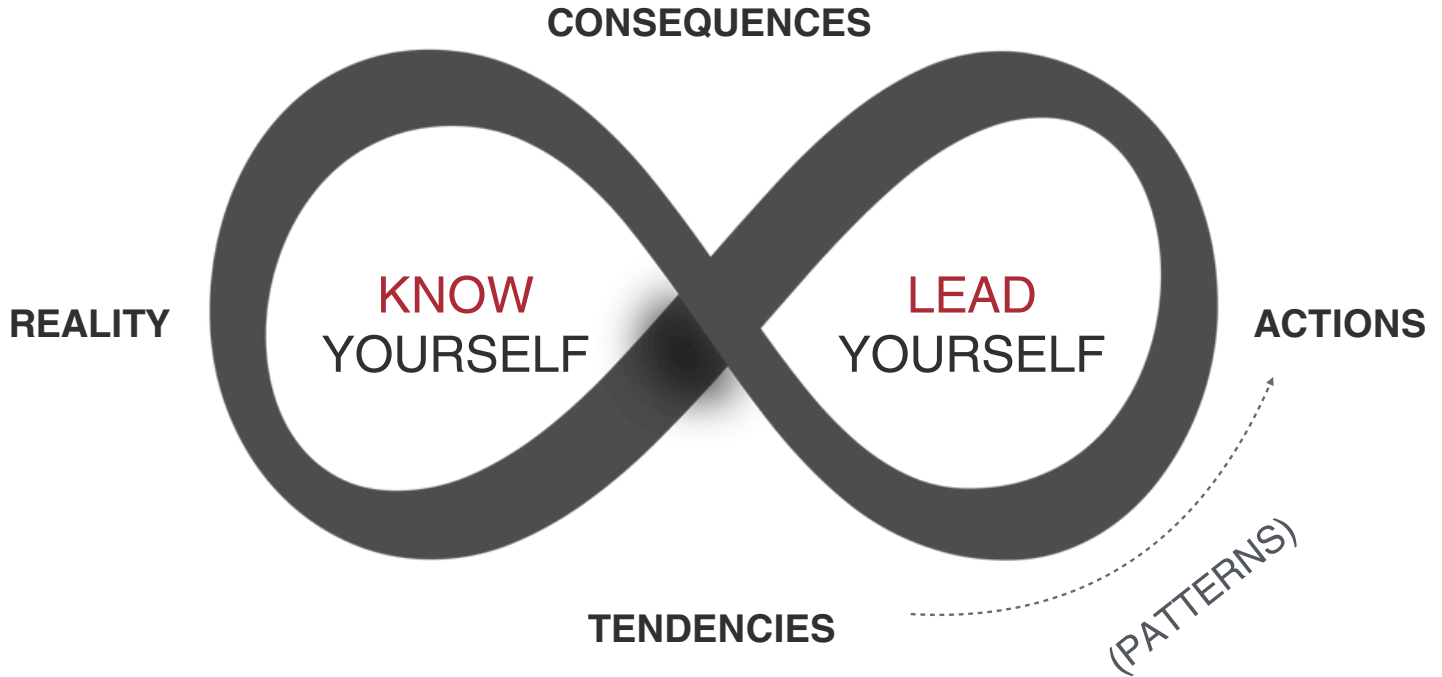 CONSEQUENCES
KNOW
YOURSELF
LEAD
YOURSELF
REALITY
ACTIONS
TENDENCIES
(PATTERNS)